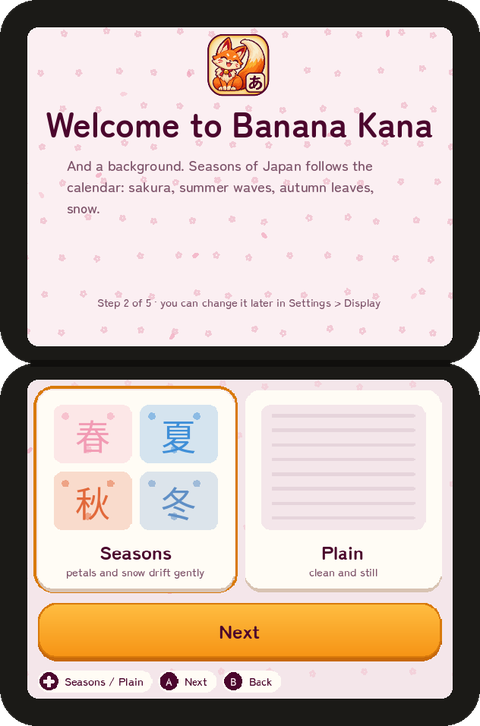 あ
Welcome to Banana Kana
And a background. Seasons of Japan follows the
calendar: sakura, summer waves, autumn leaves,
snow.
Step 2 of 5 · you can change it later in Settings > Display
春 夏
秋 冬
Seasons
petals and snow drift gently
Plain
clean and still
Next
Seasons / Plain A Next B Back